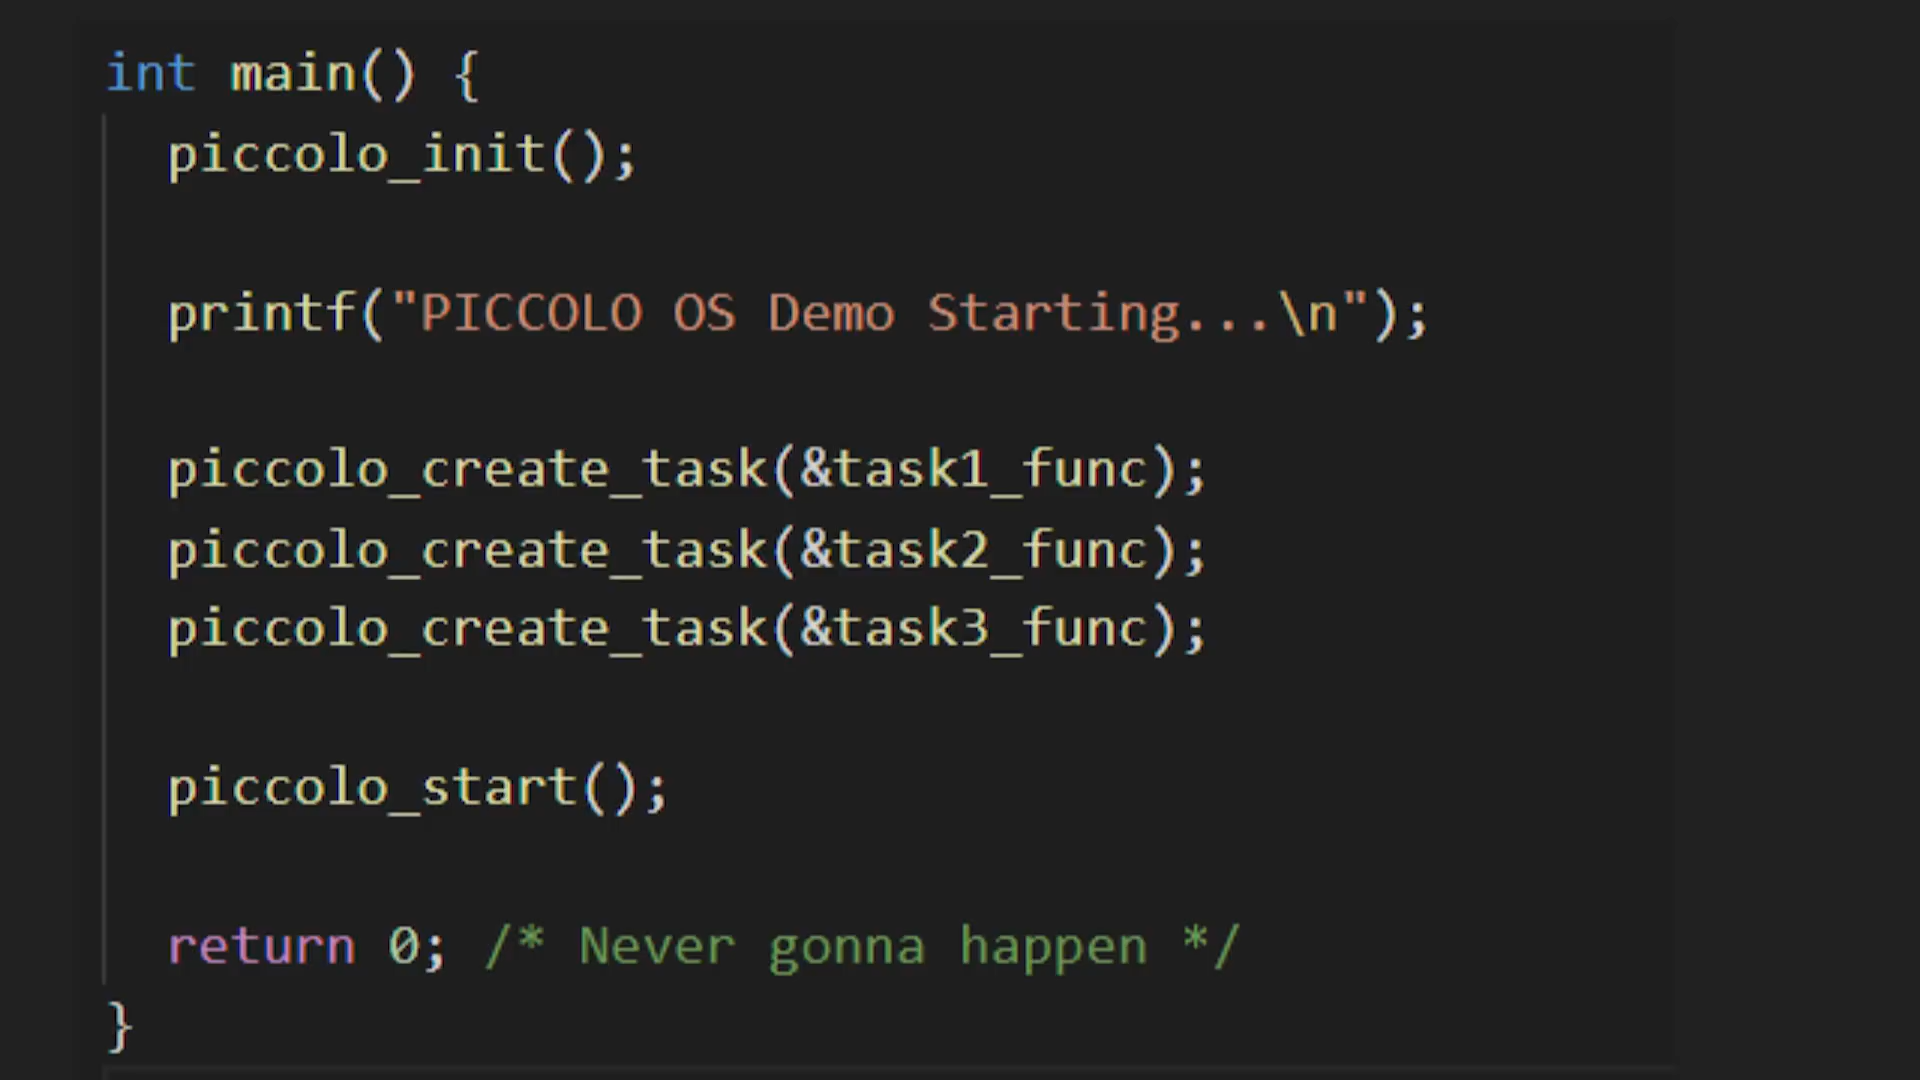 int main() {
piccolo_init();
printf("PICCOLO OS Demo Starting...\n");
piccolo_create_task(&task1_func);
piccolo_create_task(&task2_func);
piccolo_create_task(&task3_func);
piccolo_start();
return 0; /* Never gonna happen */
}